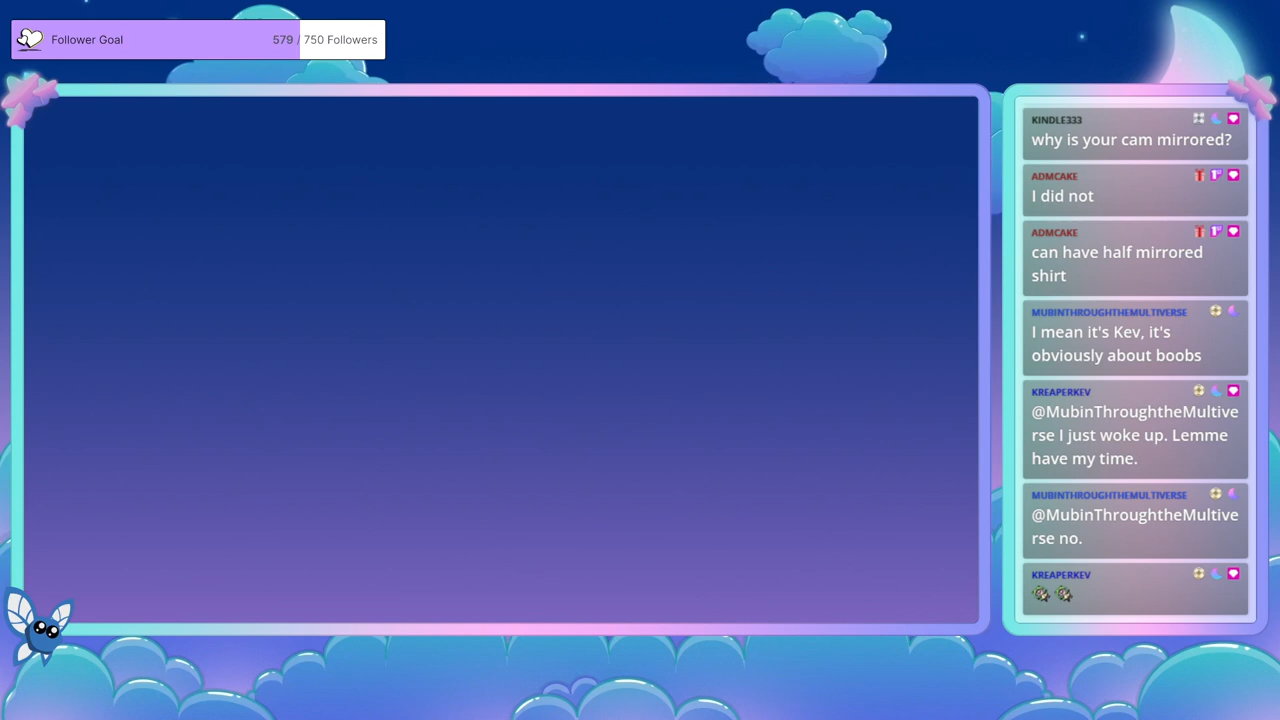 Follower Goal
579 / 750 Followers
KINDLE333
why is your cam mirrored?
ADMCAKE
I did not
ADMCAKE
can have half mirrored
shirt
MUBINTHROUGHTHEMULTIVERSE
I mean it's Kev, it's
obviously about boobs
KREAPERKEV
@MubinThroughtheMultive
rse I just woke up. Lemme
have my time.
MUBINTHROUGHTHEMULTIVERSE
@MubinThroughtheMultive
rse no.
KREAPERKEV